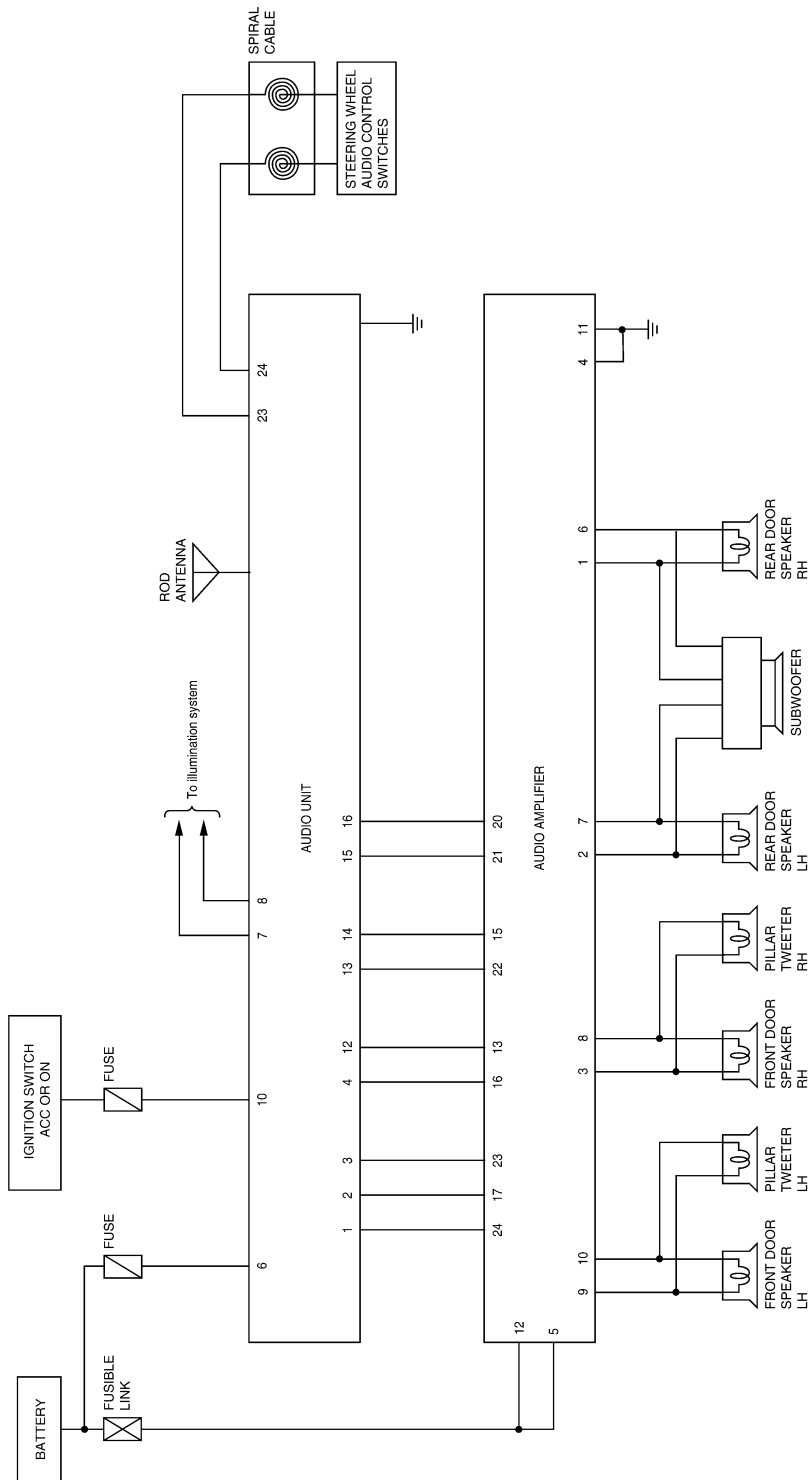 BATTERY
FUSIBLE
LINK
FUSE
IGNITION SWITCH
ACC OR ON
FUSE
To illumination system
ROD
ANTENNA
SPIRAL
CABLE
STEERING WHEEL
AUDIO CONTROL
SWITCHES
6
10
7
8
23
24
AUDIO UNIT
1
2
3
4
12
13
14
15
16
24
17
23
16
13
22
15
21
20
AUDIO AMPLIFIER
12
5
9
10
3
8
2
7
1
6
4
11
FRONT DOOR
SPEAKER
LH
PILLAR
TWEETER
LH
FRONT DOOR
SPEAKER
RH
PILLAR
TWEETER
RH
REAR DOOR
SPEAKER
LH
SUBWOOFER
REAR DOOR
SPEAKER
RH